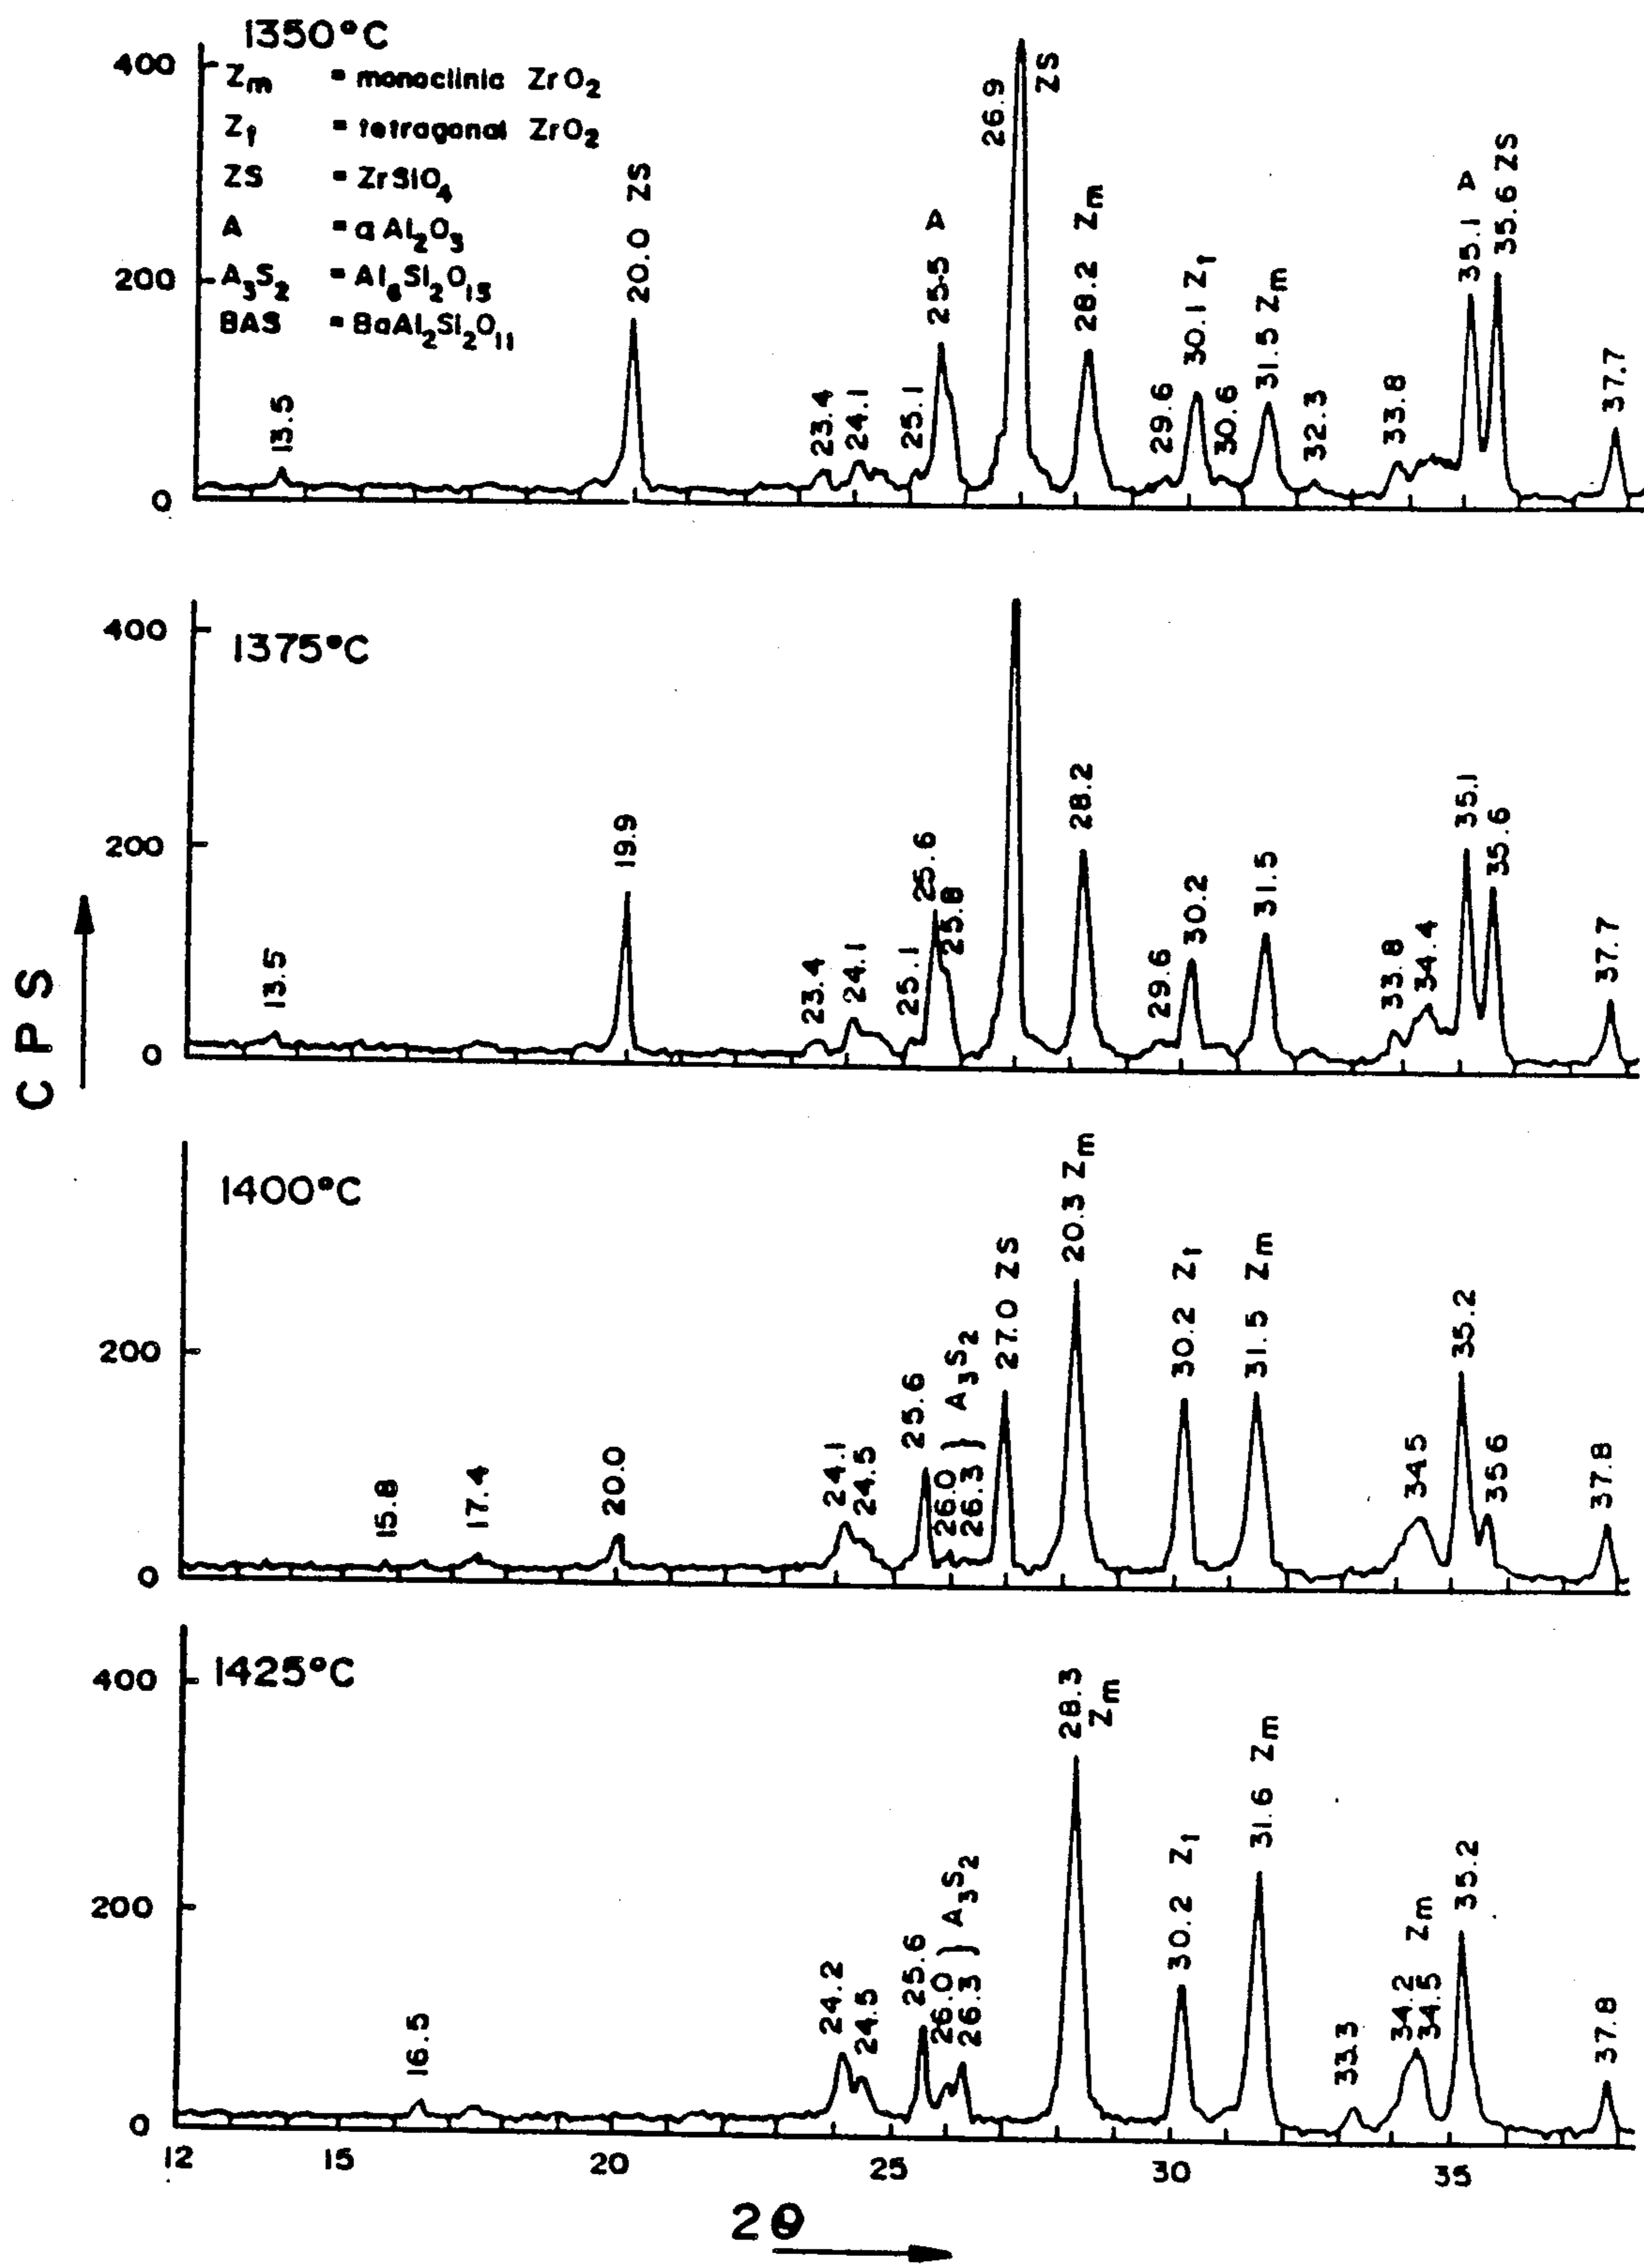 1350°C
Zm = monoclinic ZrO2
Zt = tetragonal ZrO2
ZS = ZrSiO4
A = αAl2O3
A3S2 = Al6Si2O13
BAS = BaAl2Si2O11
400
200
0
13.5
20.0 ZS
23.4
24.1
25.1
25.5 A
26.9
ZS
28.2 Zm
29.6
30.1 Zt
30.6
31.5 Zm
32.3
33.8
35.1 A
35.6 ZS
37.7
1375°C
400
200
0
13.5
19.9
23.4
24.1
25.1
25.6
25.8
28.2
29.6
30.2
31.5
33.8
34.4
35.1
35.6
37.7
CPS
1400°C
200
0
15.8
17.4
20.0
24.1
24.5
25.6
26.0 } A3S2
26.3
27.0 ZS
20.3 Zm
30.2 Zt
31.5 Zm
34.5
35.2
35.6
37.8
1425°C
400
200
0
16.5
24.2
24.5
25.6
26.0 } A3S2
26.3
28.3
Zm
30.2 Zt
31.6 Zm
33.3
34.2 Zm
34.5
35.2
37.8
12 15 20 25 30 35
2Θ